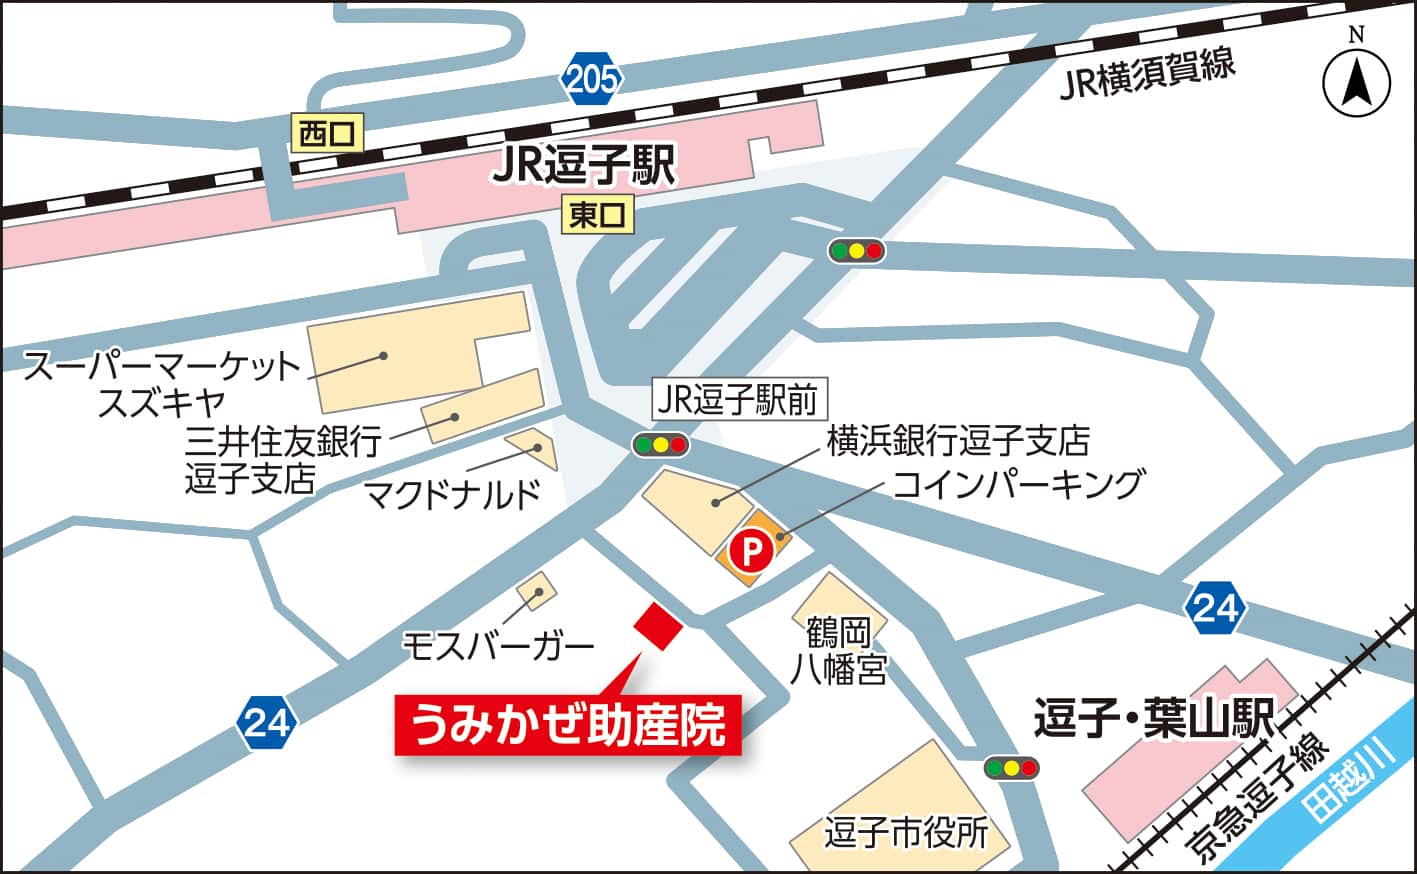 N
205
JR横須賀線
西口
JR逗子駅
東口
スーパーマーケット
スズキヤ
三井住友銀行
逗子支店
マクドナルド
JR逗子駅前
横浜銀行逗子支店
コインパーキング
P
モスバーガー
鶴岡
八幡宮
24
24
うみかぜ助産院
逗子・葉山駅
京急逗子線
田越川
逗子市役所